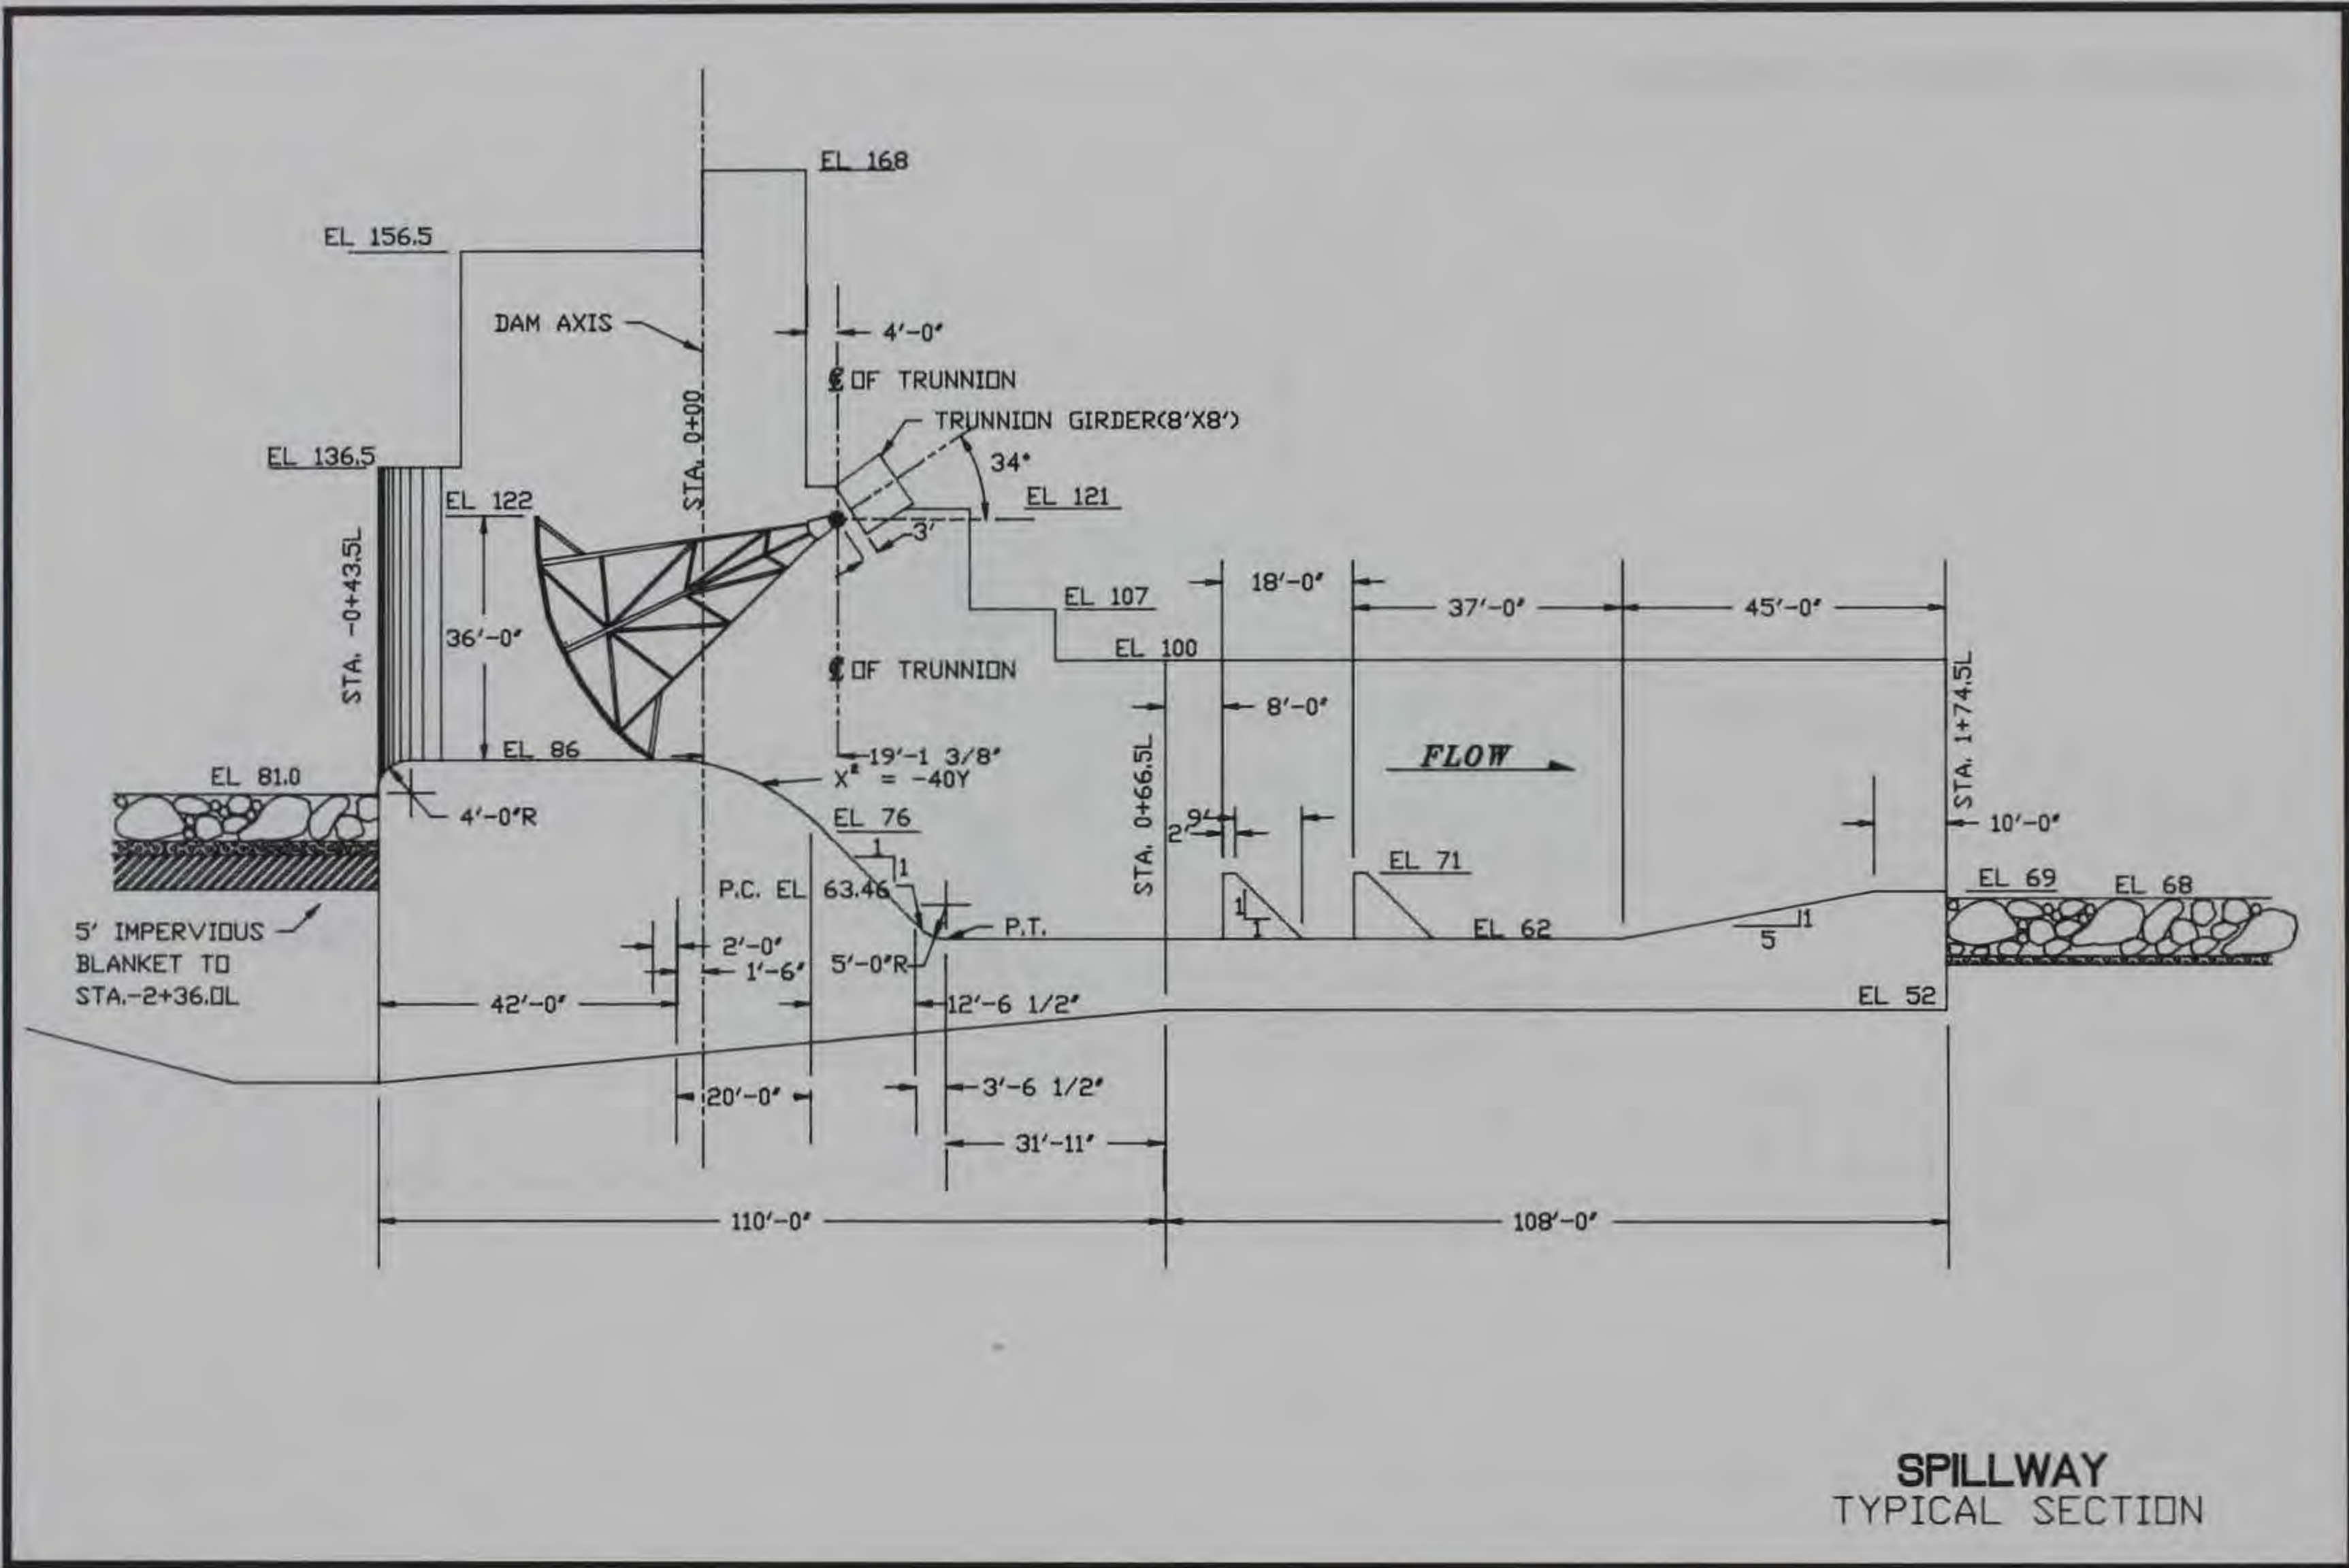 EL 168
EL 156.5
DAM AXIS
4'-0"
℄ OF TRUNNION
TRUNNION GIRDER(8'X8')
STA. 0+00
EL 136.5
34°
EL 122
EL 121
3'
STA. -0+43.5L
18'-0"
EL 107
37'-0"
45'-0"
36'-0"
EL 100
℄ OF TRUNNION
8'-0"
STA. 1+74.5L
EL 86
19'-1 3/8"
FLOW
EL 81.0
X² = -40Y
STA. 0+66.5L
4'-0"R
EL 76
9'
2'
10'-0"
1
1
EL 71
P.C. EL 63.46
EL 69
EL 68
1
1
5' IMPERVIOUS
BLANKET TO
STA.-2+36.0L
P.T.
EL 62
1
5
2'-0"
5'-0"R
1'-6"
42'-0"
12'-6 1/2"
EL 52
20'-0"
3'-6 1/2"
31'-11"
110'-0"
108'-0"
SPILLWAY
TYPICAL SECTION